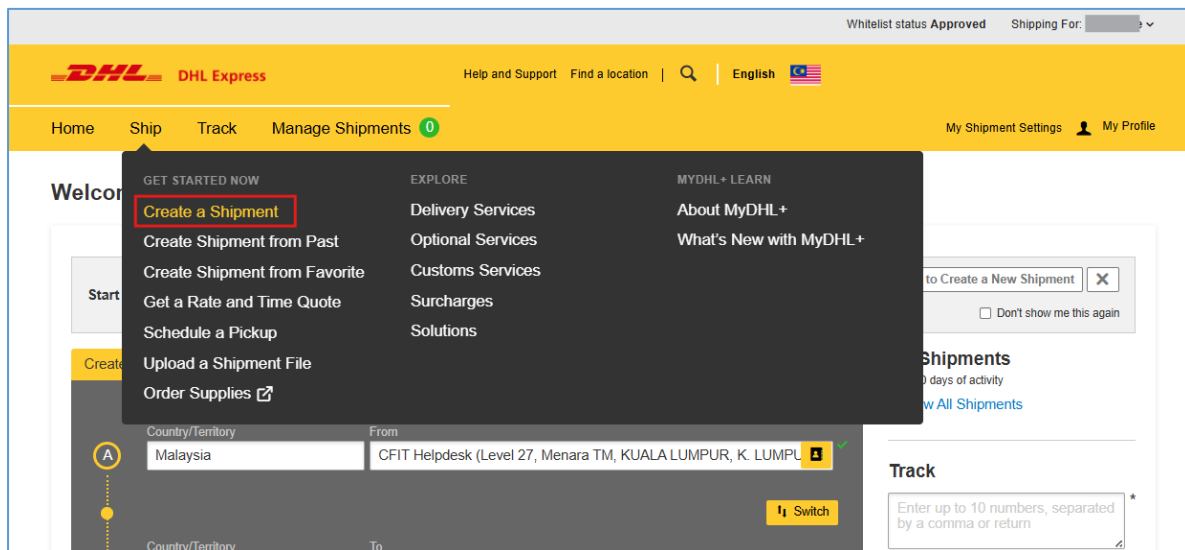 Whitelist status Approved Shipping For:
DHL DHL Express Help and Support Find a location | English
Home Ship Track Manage Shipments 0 My Shipment Settings My Profile
GET STARTED NOW
Create a Shipment
Create Shipment from Past
Create Shipment from Favorite
Get a Rate and Time Quote
Schedule a Pickup
Upload a Shipment File
Order Supplies
EXPLORE
Delivery Services
Optional Services
Customs Services
Surcharges
Solutions
MYDHL+ LEARN
About MyDHL+
What's New with MyDHL+
Start
to Create a New Shipment
Don't show me this again
Shipments
days of activity
All Shipments
Country/Territory From
A Malaysia CFIT Helpdesk (Level 27, Menara TM, KUALA LUMPUR, K. LUMPU
Switch
Country/Territory To
Track
Enter up to 10 numbers, separated
by a comma or return
*